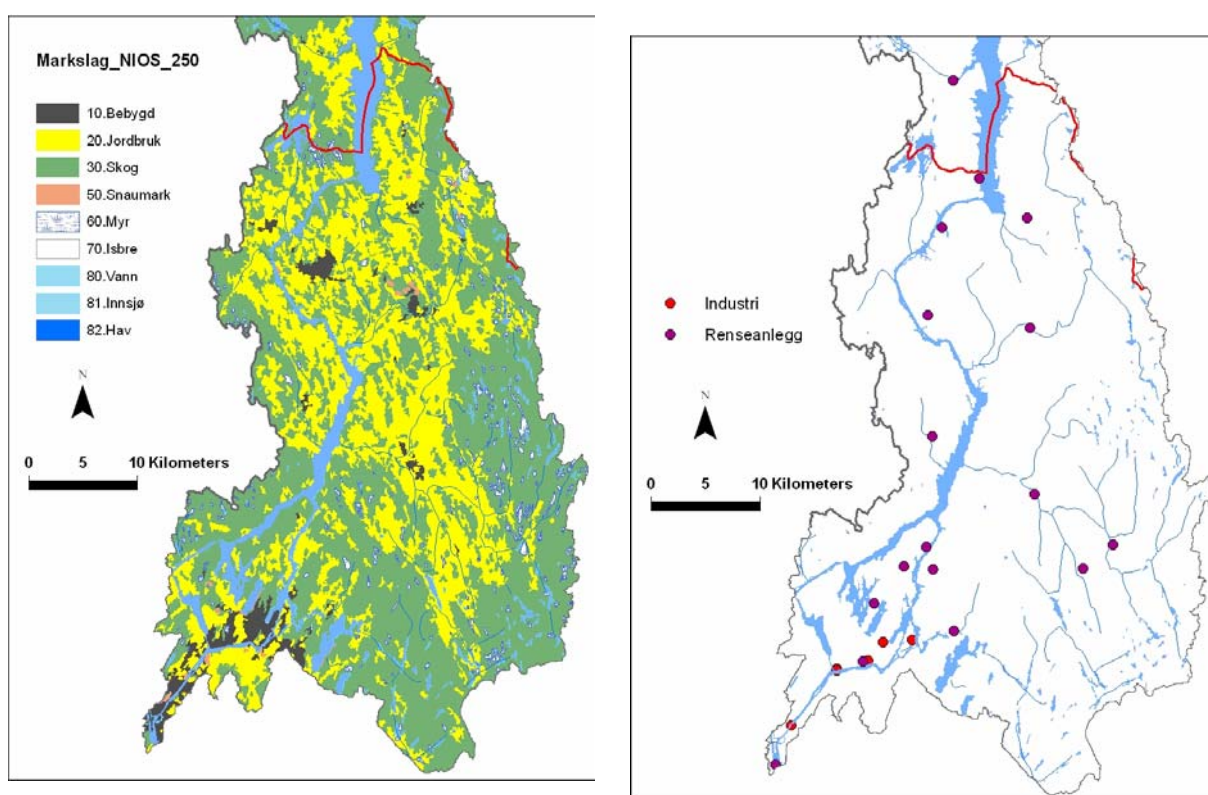 Markslag_NIOS_250
10.Bebygd
20.Jordbruk
30.Skog
50.Snaumark
60.Myr
70.Isbre
80.Vann
81.Innsjø
82.Hav
N
0 5 10 Kilometers
Industri
Renseanlegg
N
0 5 10 Kilometers